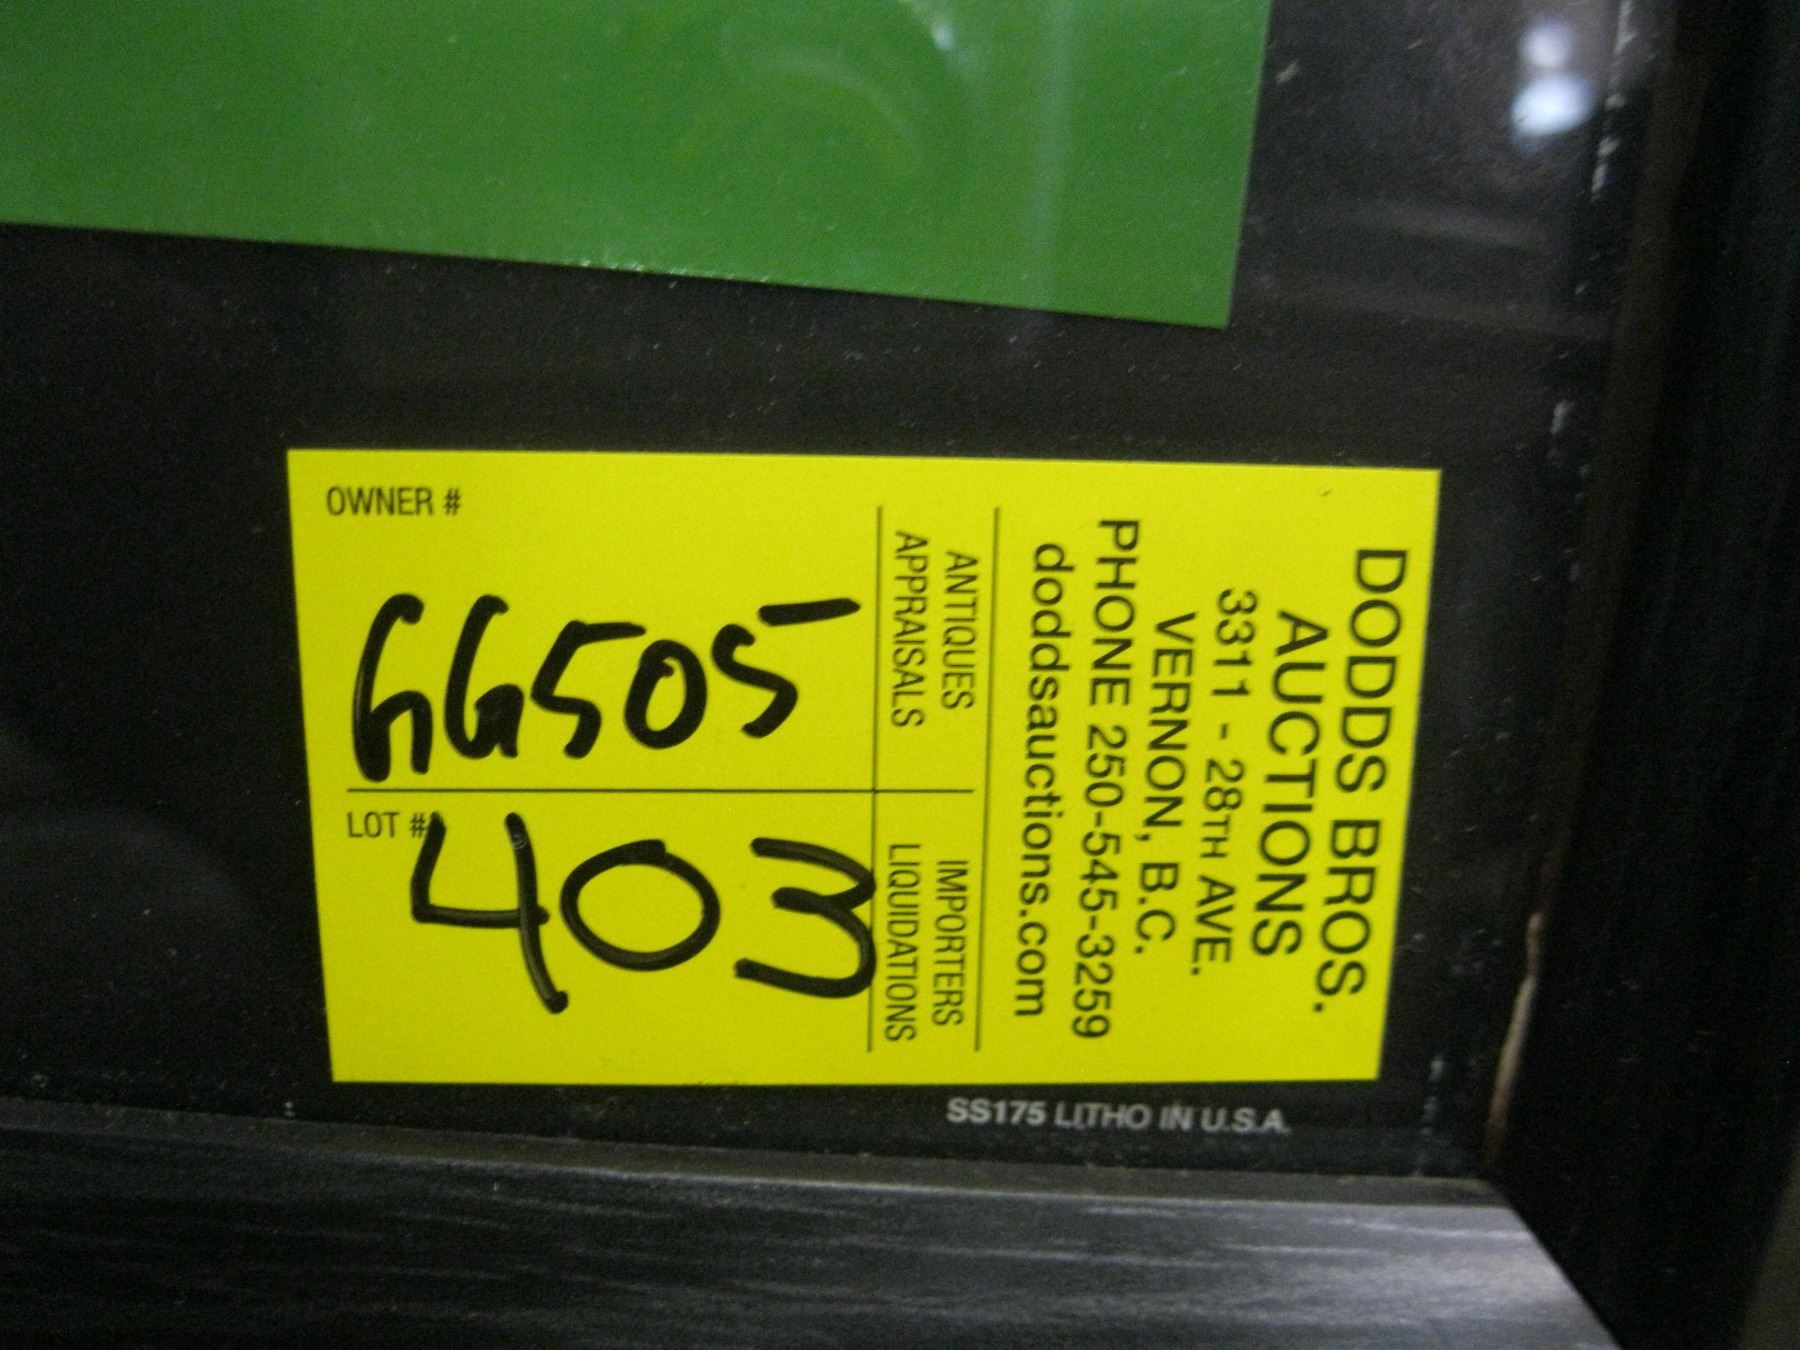 OWNER #
66505
LOT #
403
ANTIQUES
APPRAISALS
IMPORTERS
LIQUIDATIONS
DODDS BROS.
AUCTIONS
3311 - 28TH AVE.
VERNON, B.C.
PHONE 250-545-3259
doddsauctions.com
SS175 LITHO IN U.S.A.